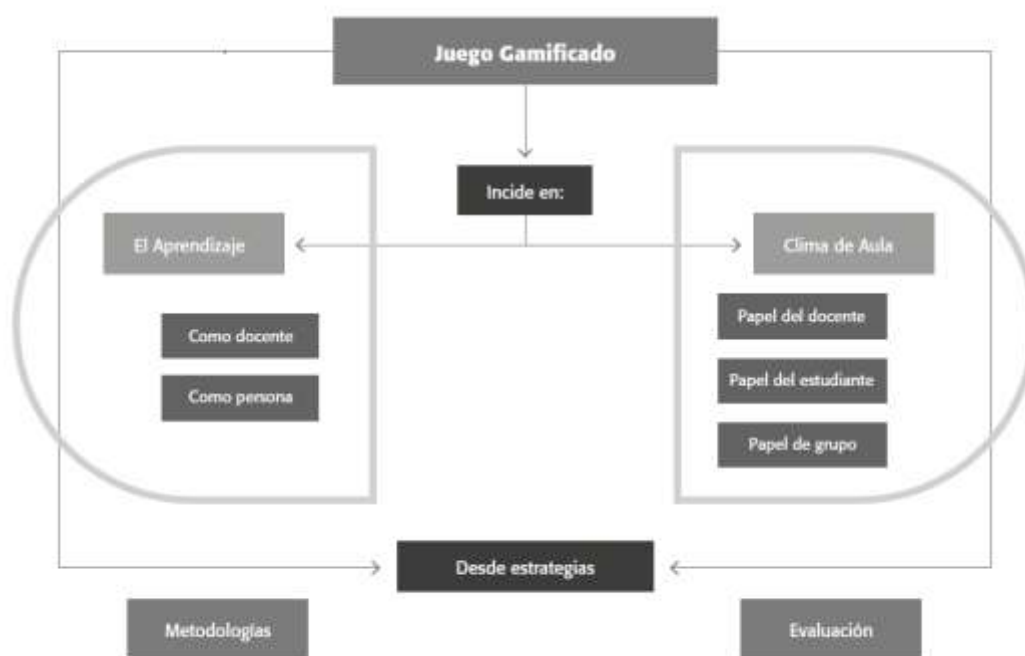 Juego Gamificado
Incide en:
El Aprendizaje
Clima de Aula
Como docente
Como persona
Papel del docente
Papel del estudiante
Papel de grupo
Desde estrategias
Metodologías
Evaluación